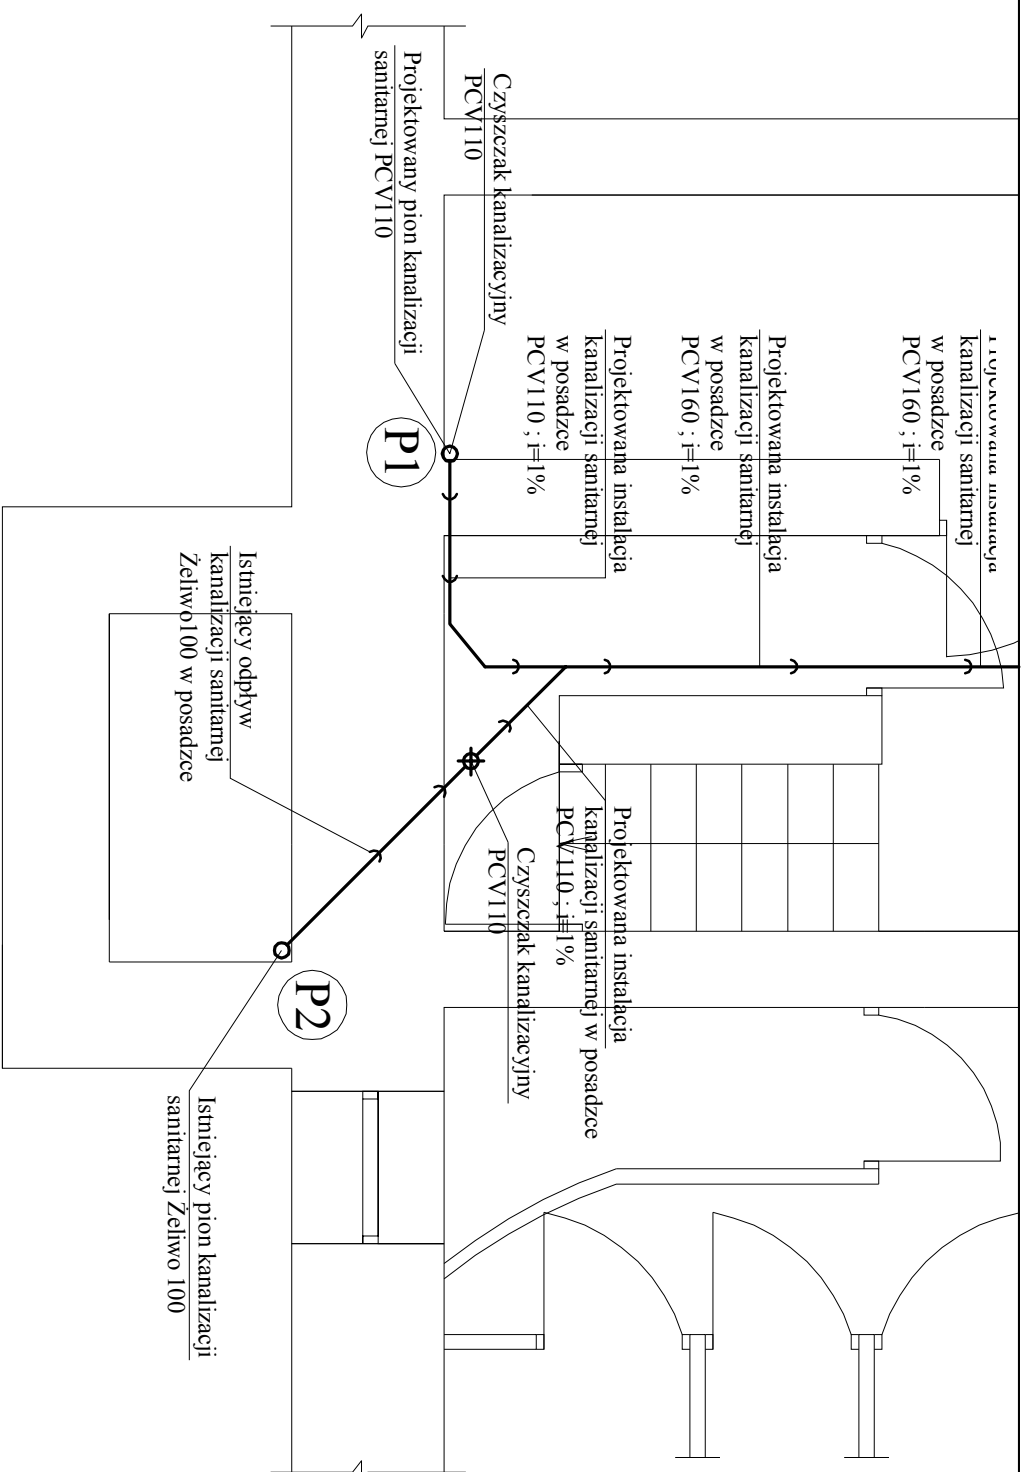 Projektowana instalacja
kanalizacji sanitarnej
w posadzce
PCV160 ; i=1%
Projektowana instalacja
kanalizacji sanitarnej
w posadzce
PCV160 ; i=1%
Projektowana instalacja
kanalizacji sanitarnej
w posadzce
PCV110 ; i=1%
Czyszczak kanalizacyjny
PCV110
Projektowany pion kanalizacji
sanitarnej PCV110
P1
Projektowana instalacja
kanalizacji sanitarnej w posadzce
PCV110 ; i=1%
Czyszczak kanalizacyjny
PCV110
Istniejący odpływ
kanalizacji sanitarnej
Żeliwo100 w posadzce
P2
Istniejący pion kanalizacji
sanitarnej Żeliwo 100